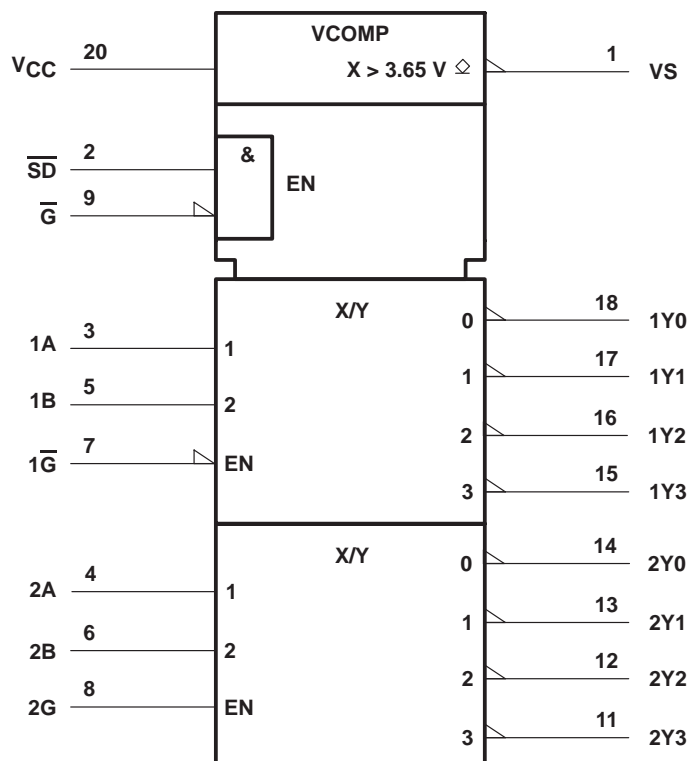 VCOMP
VCC 20 X > 3.65 V 1 VS
S̅D̅ 2 &
EN
G̅ 9
X/Y
0 18 1Y0
1A 3 1
1 17 1Y1
1B 5 2
2 16 1Y2
1G̅ 7 EN
3 15 1Y3
X/Y
0 14 2Y0
2A 4 1
1 13 2Y1
2B 6 2
2 12 2Y2
2G 8 EN
3 11 2Y3